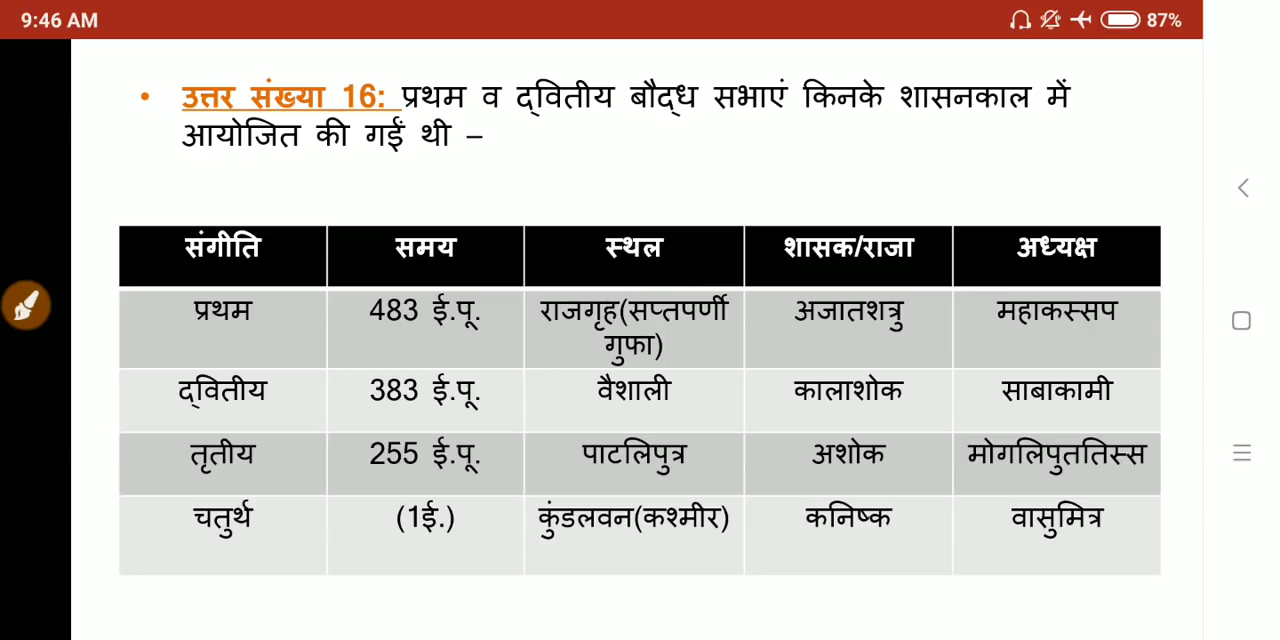 9:46 AM
87%
• उत्तर संख्या 16: प्रथम व द्वितीय बौद्ध सभाएं किनके शासनकाल में
आयोजित की गईं थी –
संगीति समय स्थल शासक/राजा अध्यक्ष
प्रथम 483 ई.पू. राजगृह(सप्तपर्णी अजातशत्रु महाकस्सप
गुफा)
द्वितीय 383 ई.पू. वैशाली कालाशोक साबाकामी
तृतीय 255 ई.पू. पाटलिपुत्र अशोक मोगलिपुततिस्स
चतुर्थ (1ई.) कुंडलवन(कश्मीर) कनिष्क वासुमित्र